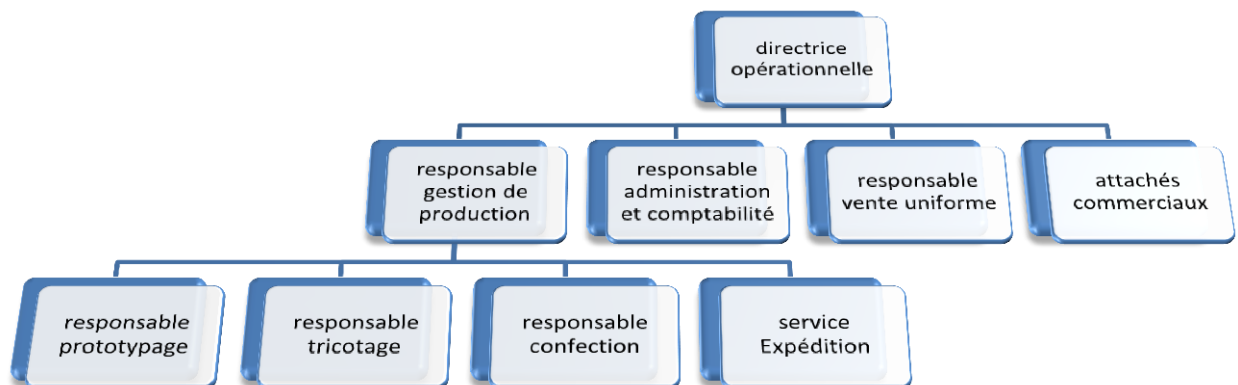 directrice
opérationnelle
responsable
gestion de
production
responsable
administration
et comptabilité
responsable
vente uniforme
attachés
commerciaux
responsable
prototypage
responsable
tricotage
responsable
confection
service
Expédition